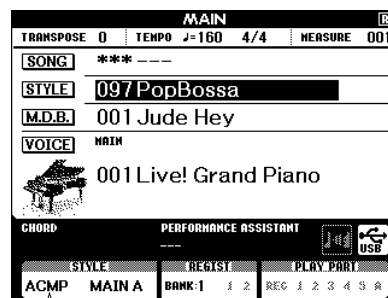 MAIN
TRANSPOSE 0 TEMPO ♩=160 4/4 MEASURE 001
SONG *** ---
STYLE 097 PopBossa
M.D.B. 001 Jude Hey
VOICE MAIN
001 Live! Grand Piano
CHORD PERFORMANCE ASSISTANT
---
USB
STYLE REGIST PLAY PART
ACMP MAIN A BANK:1 1 2 REC 1 2 3 4 5 A